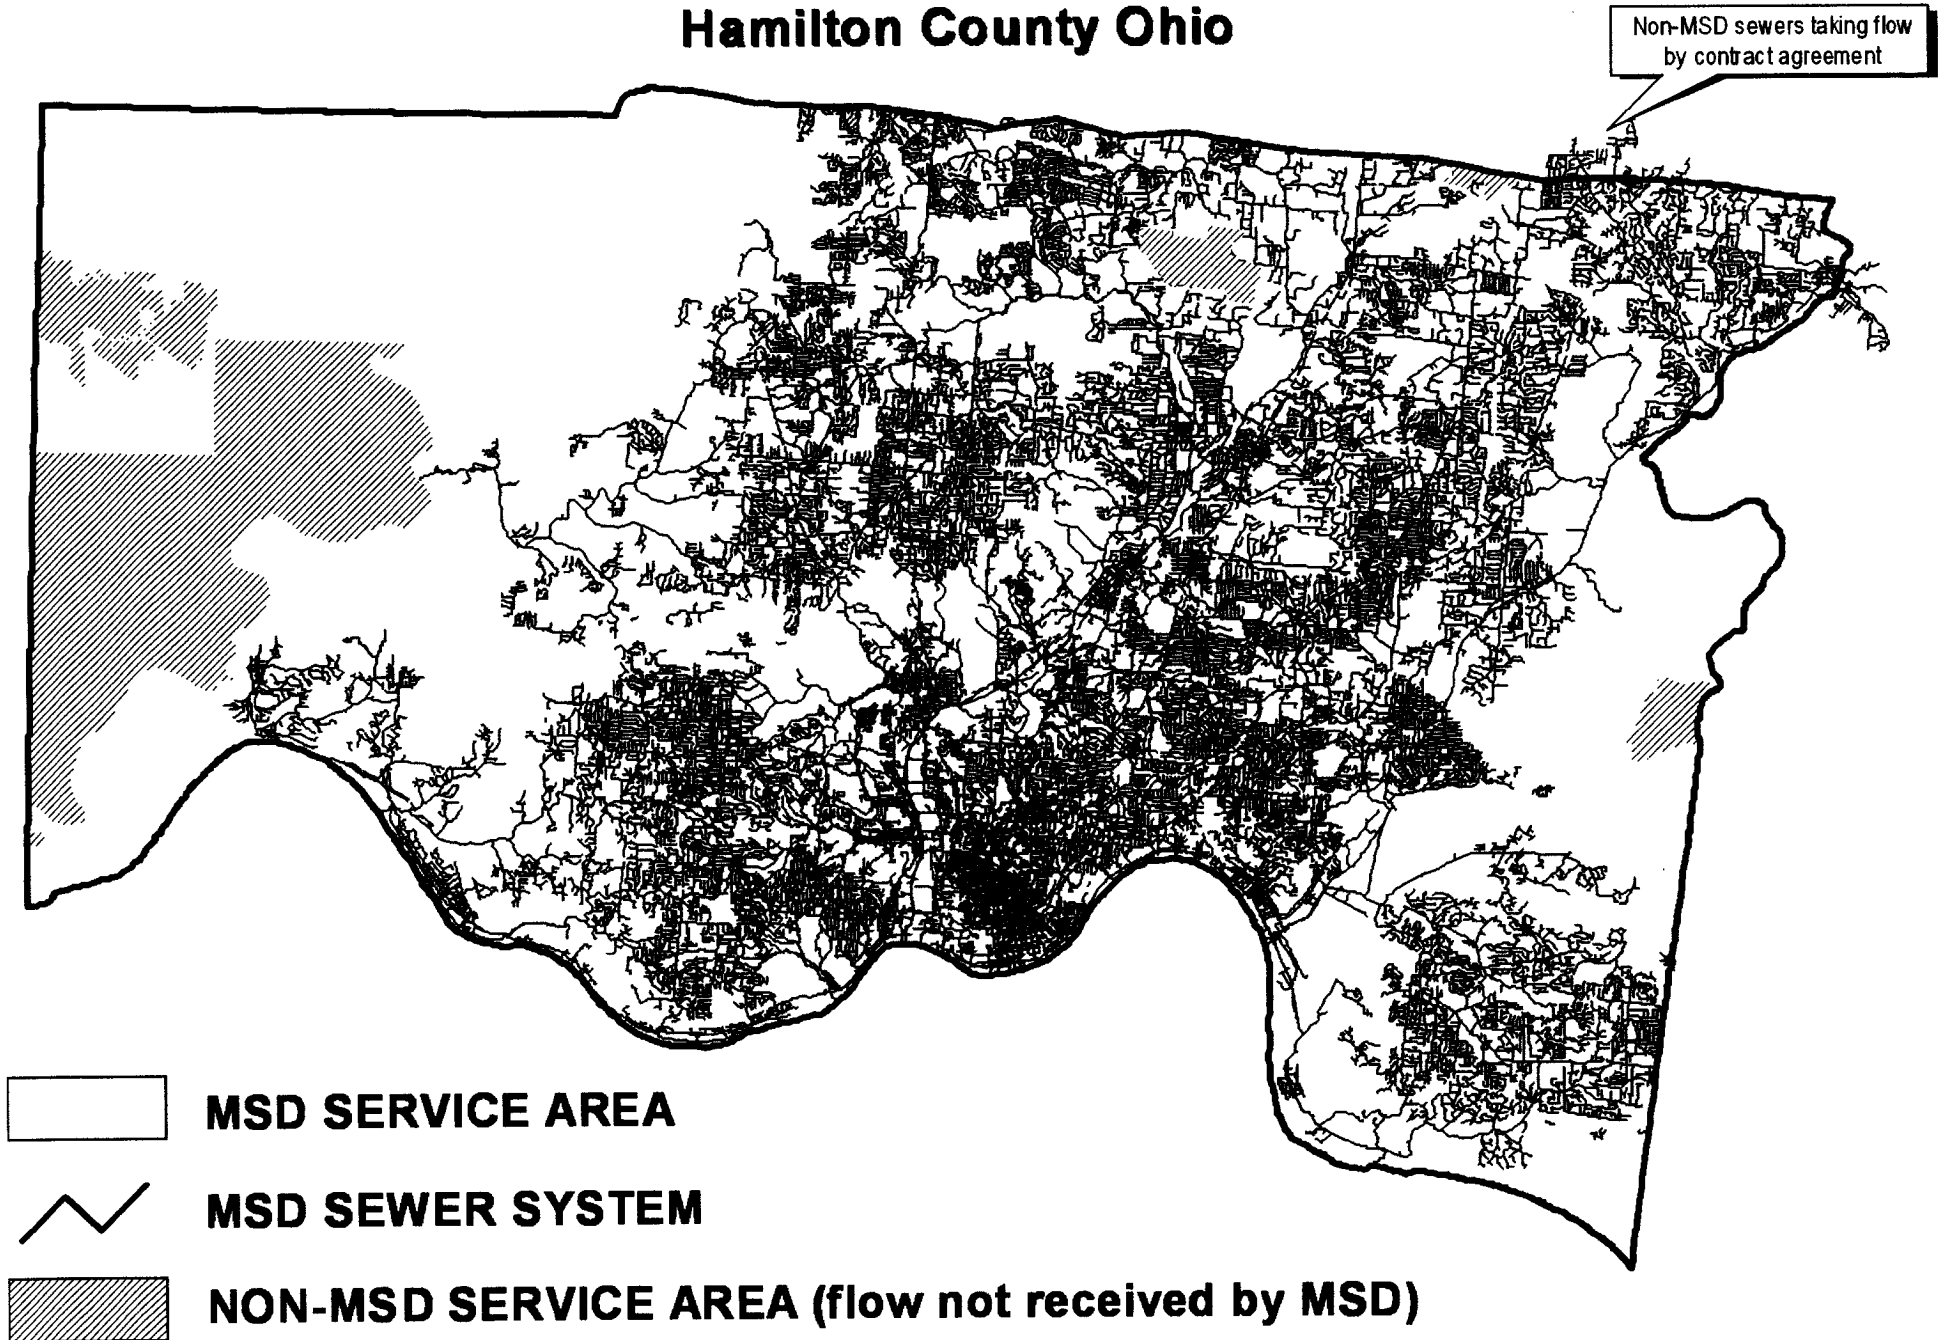 Hamilton County Ohio
Non-MSD sewers taking flow
by contract agreement
MSD SERVICE AREA
MSD SEWER SYSTEM
NON-MSD SERVICE AREA (flow not received by MSD)